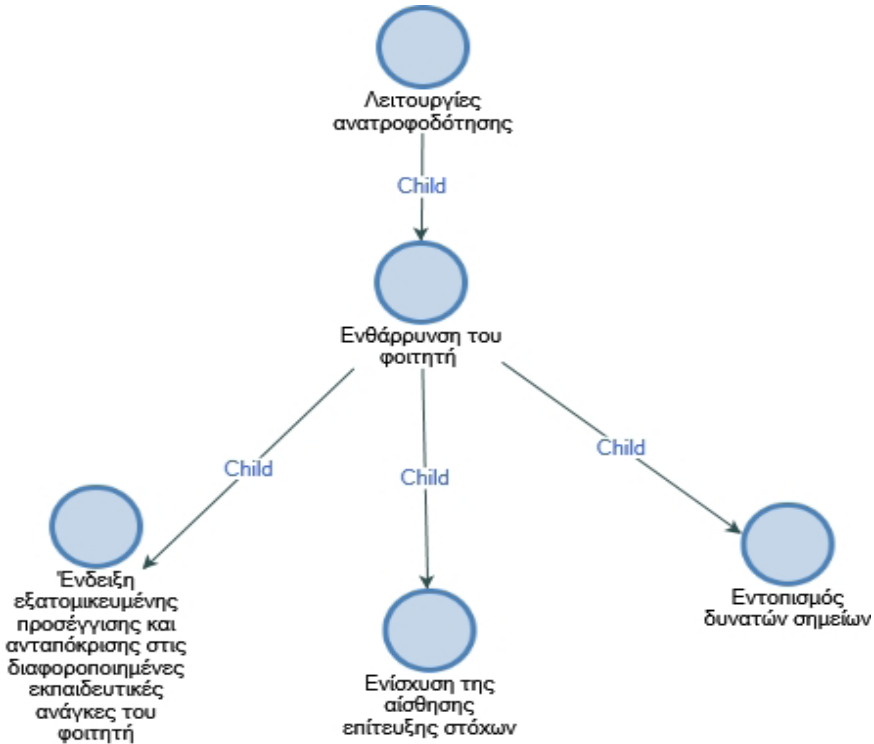 Λειτουργίες
ανατροφοδότησης
Child
Ενθάρρυνση του
φοιτητή
Child
Child
Child
Ένδειξη
εξατομικευμένης
προσέγγισης και
ανταπόκρισης στις
διαφοροποιημένες
εκπαιδευτικές
ανάγκες του
φοιτητή
Ενίσχυση της
αίσθησης
επίτευξης στόχων
Εντοπισμός
δυνατών σημείων